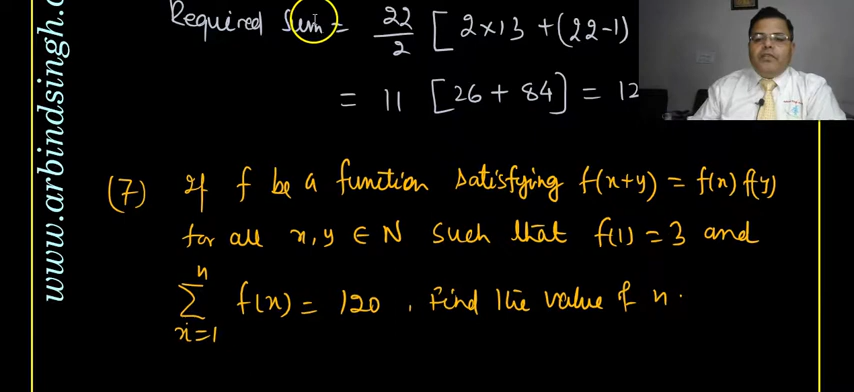 www.arbindsingh.
Required Sum = 22/2 [ 2×13 + (22-1)
= 11 [26 + 84] = 12
(7) If f be a function satisfying f(x+y) = f(x) f(y)
for all x, y ∈ N such that f(1) = 3 and
n
∑ f(x) = 120 , Find the value of n.
x=1